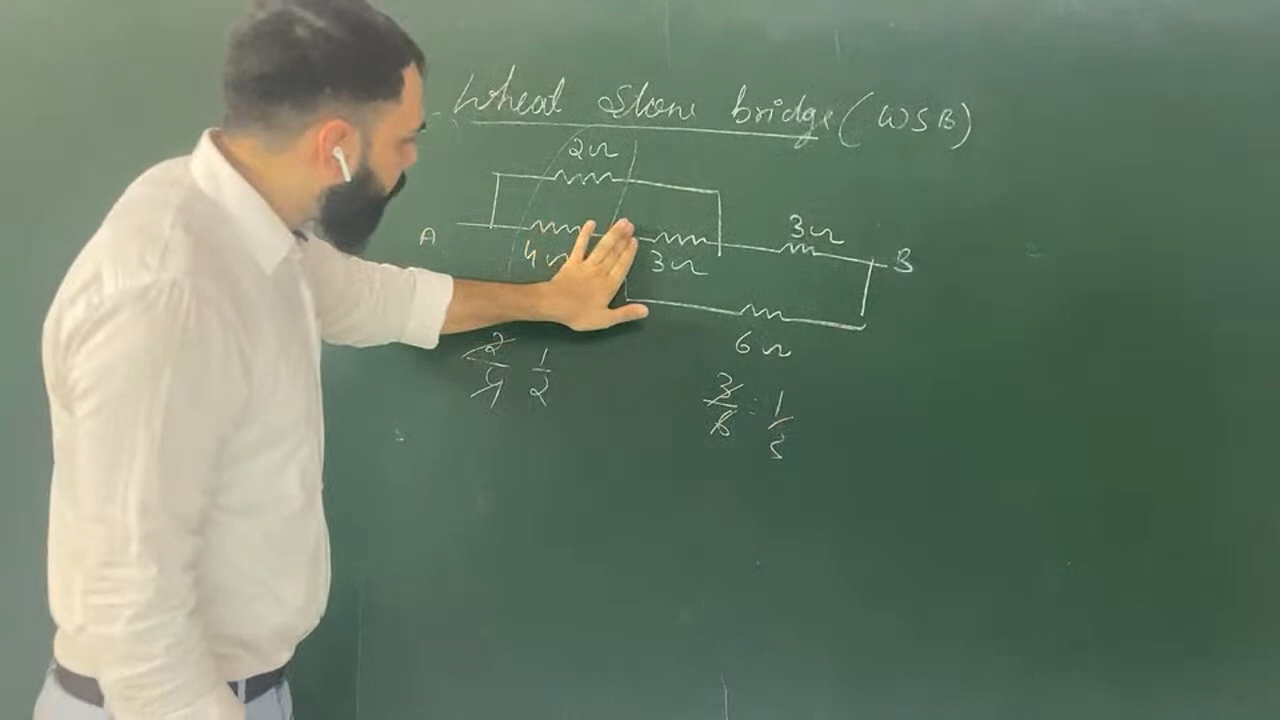 Wheat Stone bridge (WSB)
2Ω
A 4Ω 3Ω 3Ω B
6Ω
2/4 1/2
3/6 = 1/2